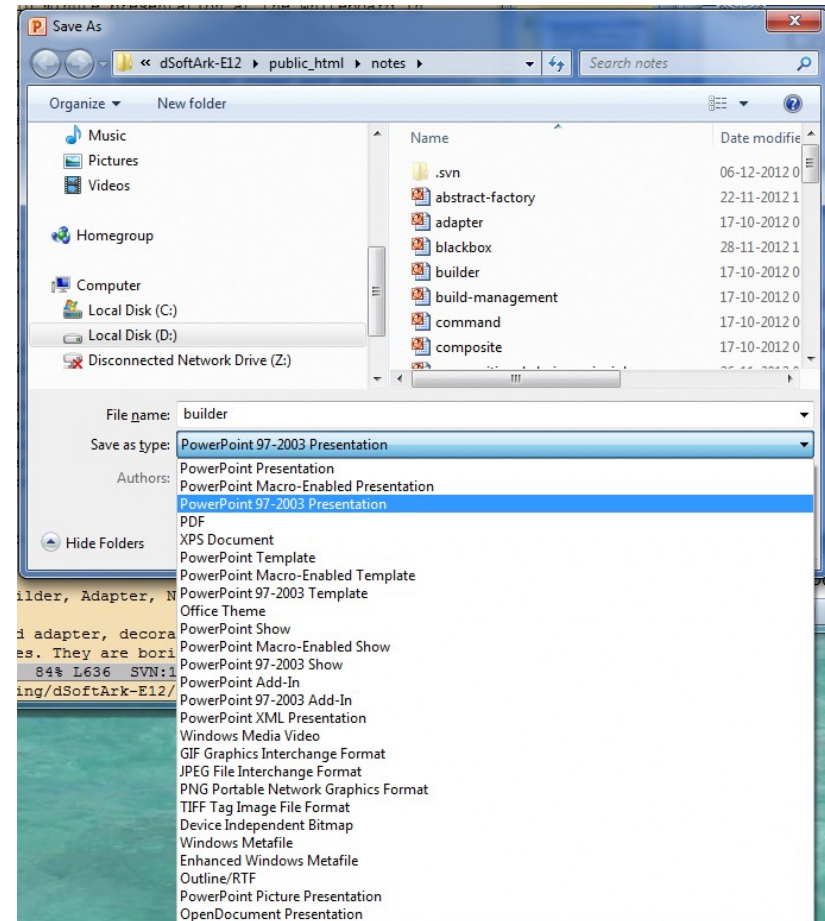 Save As
« dSoftArk-E12 ▸ public_html ▸ notes ▸
Search notes
Organize ▼ New folder
Music
Pictures
Videos
Homegroup
Computer
Local Disk (C:)
Local Disk (D:)
Disconnected Network Drive (Z:)
Name Date modifie
.svn 06-12-2012 0
abstract-factory 22-11-2012 1
adapter 17-10-2012 0
blackbox 28-11-2012 1
builder 17-10-2012 0
build-management 17-10-2012 0
command 17-10-2012 0
composite 17-10-2012 0
File name: builder
Save as type: PowerPoint 97-2003 Presentation
Authors:
Hide Folders
PowerPoint Presentation
PowerPoint Macro-Enabled Presentation
PowerPoint 97-2003 Presentation
PDF
XPS Document
PowerPoint Template
PowerPoint Macro-Enabled Template
PowerPoint 97-2003 Template
Office Theme
PowerPoint Show
PowerPoint Macro-Enabled Show
PowerPoint 97-2003 Show
PowerPoint Add-In
PowerPoint 97-2003 Add-In
PowerPoint XML Presentation
Windows Media Video
GIF Graphics Interchange Format
JPEG File Interchange Format
PNG Portable Network Graphics Format
TIFF Tag Image File Format
Device Independent Bitmap
Windows Metafile
Enhanced Windows Metafile
Outline/RTF
PowerPoint Picture Presentation
OpenDocument Presentation
ilder, Adapter, N
d adapter, decora
es. They are bori
84% L636 SVN:1
ing/dSoftArk-E12/